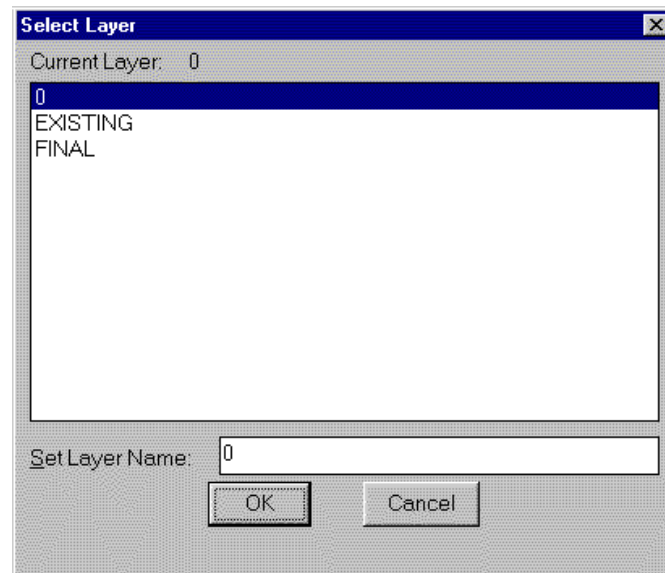 Select Layer
Current Layer: 0
0
EXISTING
FINAL
Set Layer Name: 0
OK Cancel